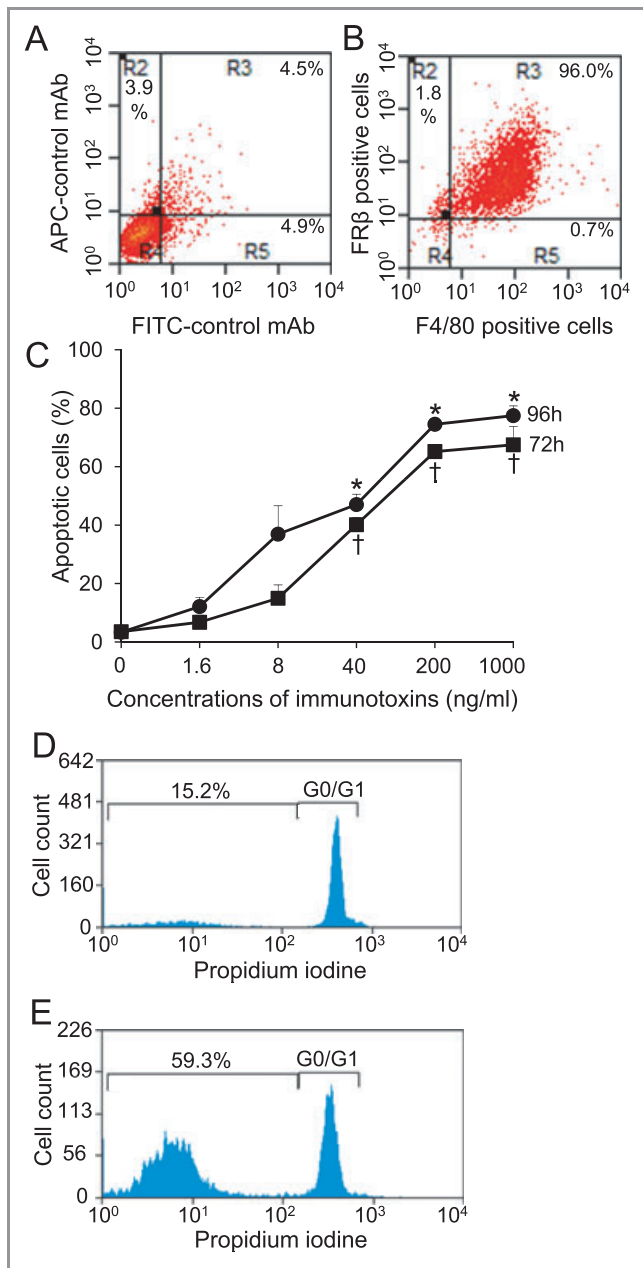 A
APC-control mAb
10⁴
10³
10²
10¹
10⁰
R2
3.9
%
R3
4.5%
R4
4.9%
R5
10⁰ 10¹ 10² 10³ 10⁴
FITC-control mAb
B
FRβ positive cells
10⁴
10³
10²
10¹
10⁰
R2
1.8
%
R3
96.0%
R4
0.7%
R5
10⁰ 10¹ 10² 10³ 10⁴
F4/80 positive cells
C
Apoptotic cells (%)
100
80
60
40
20
0
* * *
96h
72h
† † †
0 1.6 8 40 200 1000
Concentrations of immunotoxins (ng/ml)
D
Cell count
642
481
321
160
0
15.2% G0/G1
10⁰ 10¹ 10² 10³ 10⁴
Propidium iodine
E
Cell count
226
169
113
56
0
59.3% G0/G1
10⁰ 10¹ 10² 10³ 10⁴
Propidium iodine